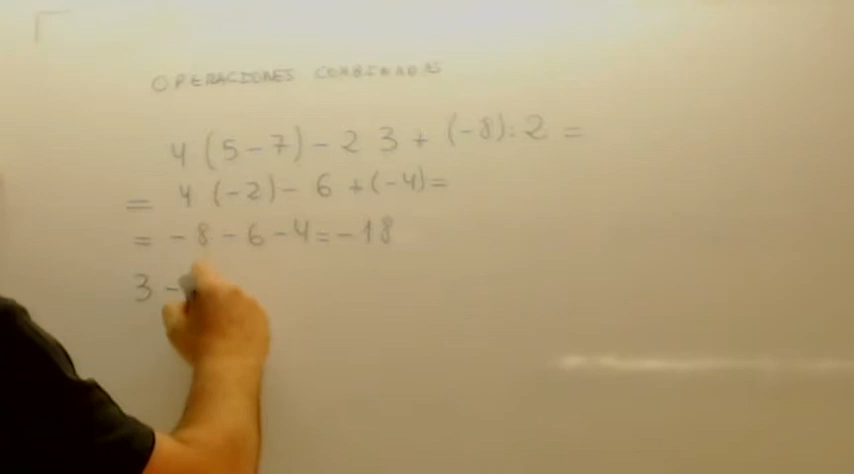 OPERACIONES COMBINADAS
4 (5-7) - 2 3 + (-8):2 =
= 4 (-2) - 6 + (-4) =
= -8 - 6 - 4 = -18
3 -